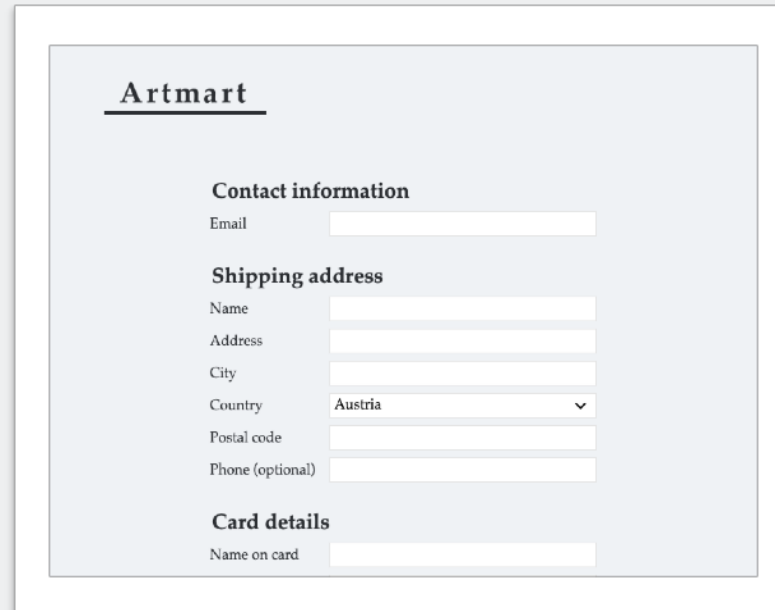 Artmart
Contact information
Email
Shipping address
Name
Address
City
Country Austria
Postal code
Phone (optional)
Card details
Name on card